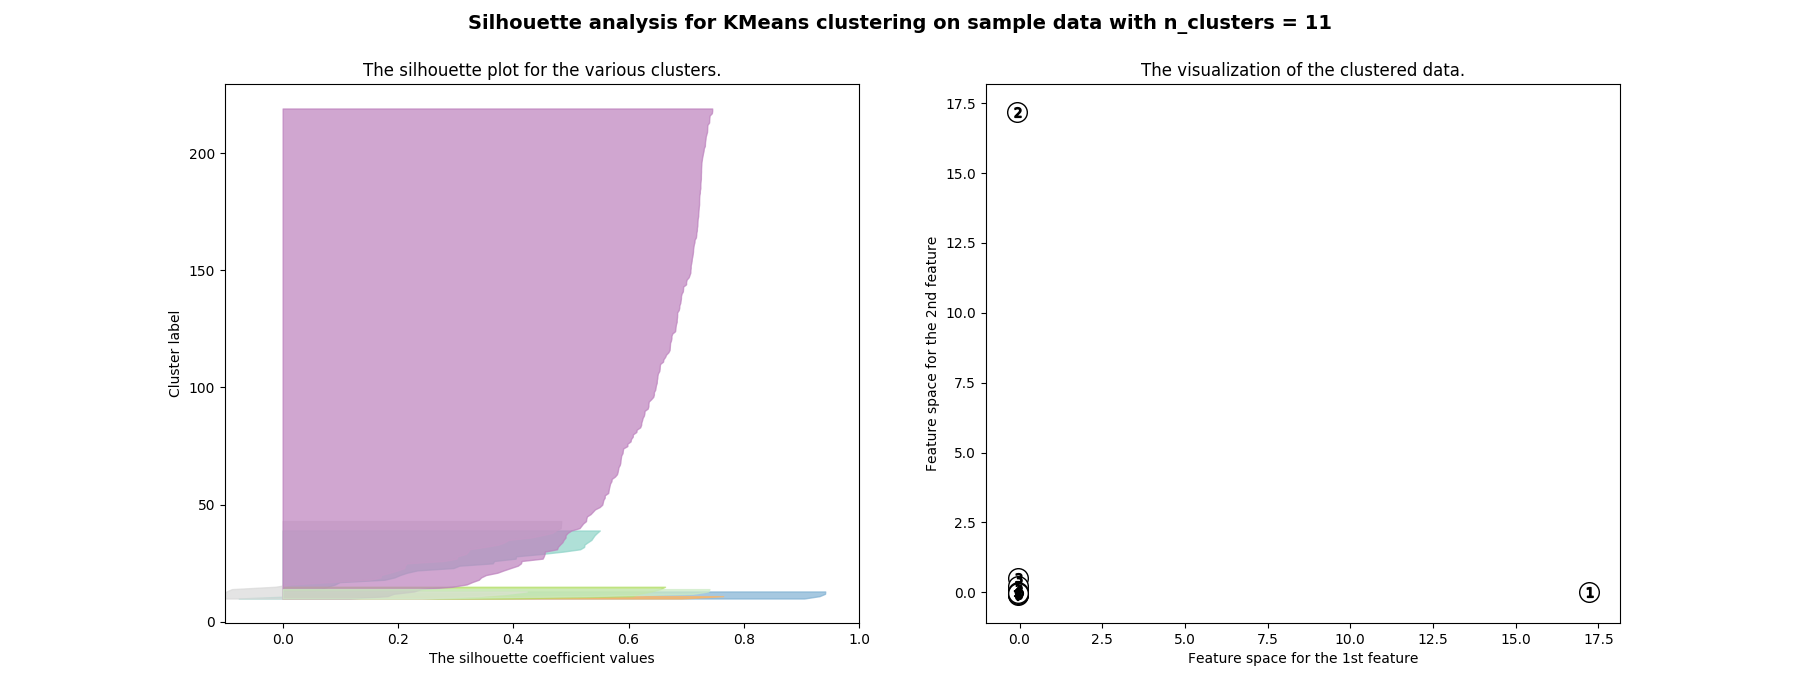 Silhouette analysis for KMeans clustering on sample data with n_clusters = 11
The silhouette plot for the various clusters.
200
150
100
50
0
Cluster label
0.0 0.2 0.4 0.6 0.8 1.0
The silhouette coefficient values
The visualization of the clustered data.
17.5
15.0
12.5
10.0
7.5
5.0
2.5
0.0
Feature space for the 2nd feature
2
3
1
0.0 2.5 5.0 7.5 10.0 12.5 15.0 17.5
Feature space for the 1st feature